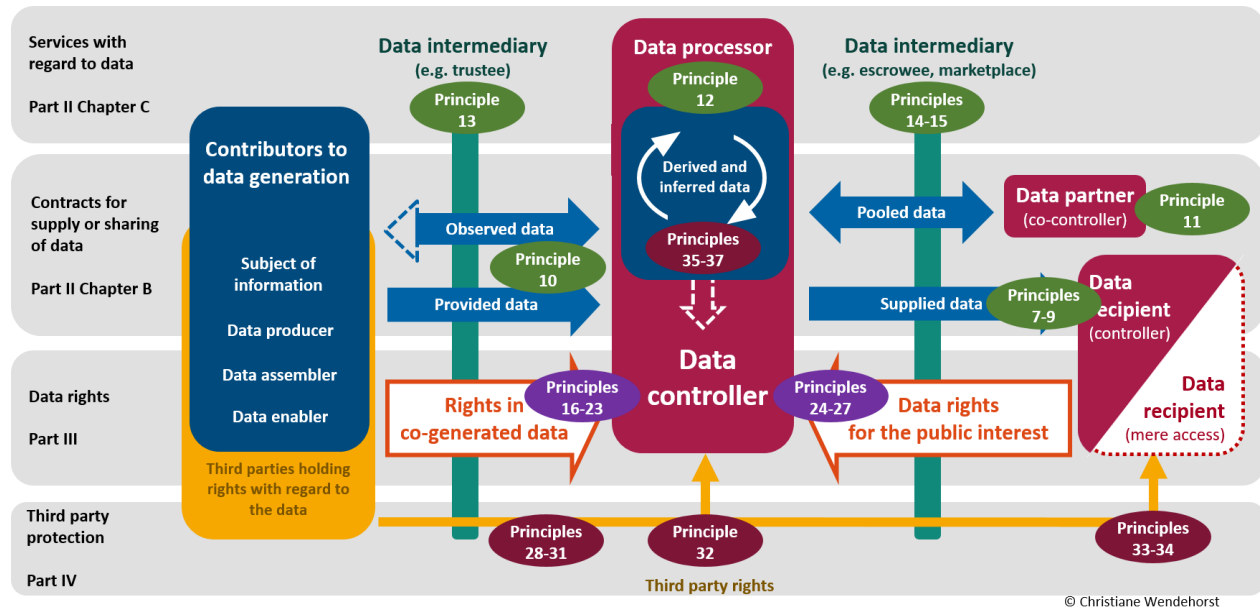 Services with
regard to data
Part II Chapter C
Data intermediary
(e.g. trustee)
Principle
13
Data processor
Principle
12
Data intermediary
(e.g. escrowee, marketplace)
Principles
14-15
Contributors to
data generation
Subject of
information
Data producer
Data assembler
Data enabler
Third parties holding
rights with regard to
the data
Contracts for
supply or sharing
of data
Part II Chapter B
Observed data
Principle
10
Provided data
Derived and
inferred data
Principles
35-37
Pooled data
Data partner
(co-controller)
Principle
11
Supplied data
Principles
7-9
Data
recipient
(controller)
Data
recipient
(mere access)
Data rights
Part III
Rights in
co-generated data
Principles
16-23
Data
controller
Principles
24-27
Data rights
for the public interest
Third party
protection
Part IV
Principles
28-31
Principle
32
Third party rights
Principles
33-34
© Christiane Wendehorst